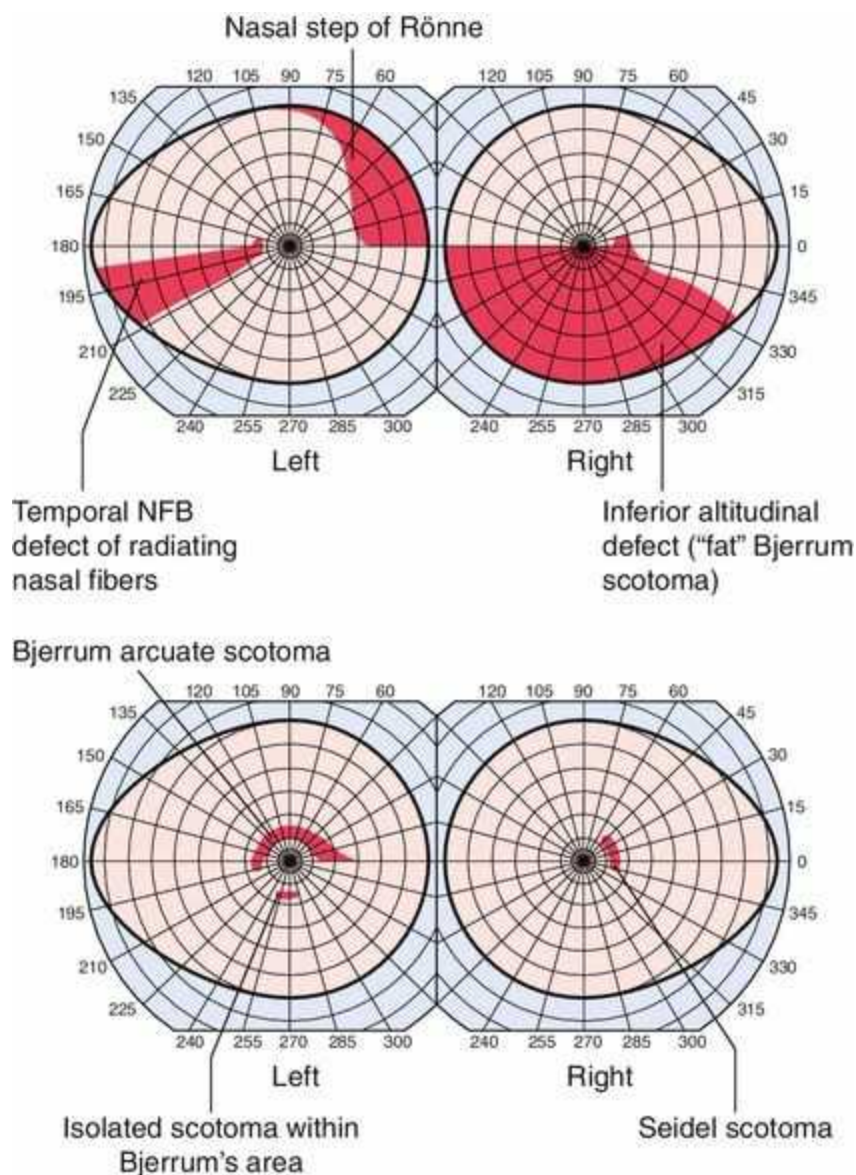 Nasal step of Rönne
120 105 90 75 60
135
150
165
180
195
210
225
240 255 270 285 300
Left
120 105 90 75 60
45
30
15
0
345
330
315
240 255 270 285 300
Right
Temporal NFB
defect of radiating
nasal fibers
Inferior altitudinal
defect (“fat” Bjerrum
scotoma)
Bjerrum arcuate scotoma
120 105 90 75 60
135
150
165
180
195
210
225
240 255 270 285 300
Left
120 105 90 75 60
45
30
15
0
345
330
315
240 255 270 285 300
Right
Isolated scotoma within
Bjerrum's area
Seidel scotoma